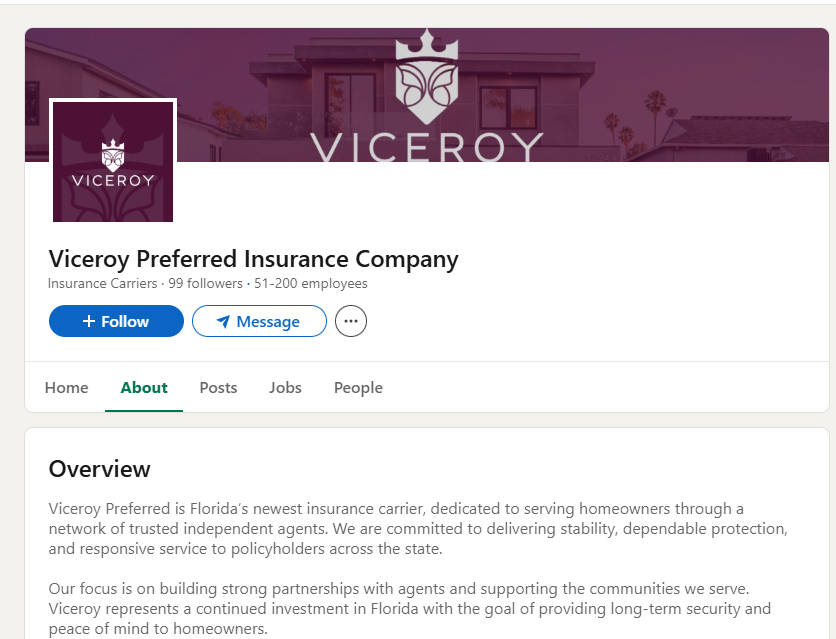 VICEROY
VICEROY
Viceroy Preferred Insurance Company
Insurance Carriers · 99 followers · 51-200 employees
+ Follow
Message
···
Home
About
Posts
Jobs
People
Overview
Viceroy Preferred is Florida’s newest insurance carrier, dedicated to serving homeowners through a
network of trusted independent agents. We are committed to delivering stability, dependable protection,
and responsive service to policyholders across the state.
Our focus is on building strong partnerships with agents and supporting the communities we serve.
Viceroy represents a continued investment in Florida with the goal of providing long-term security and
peace of mind to homeowners.